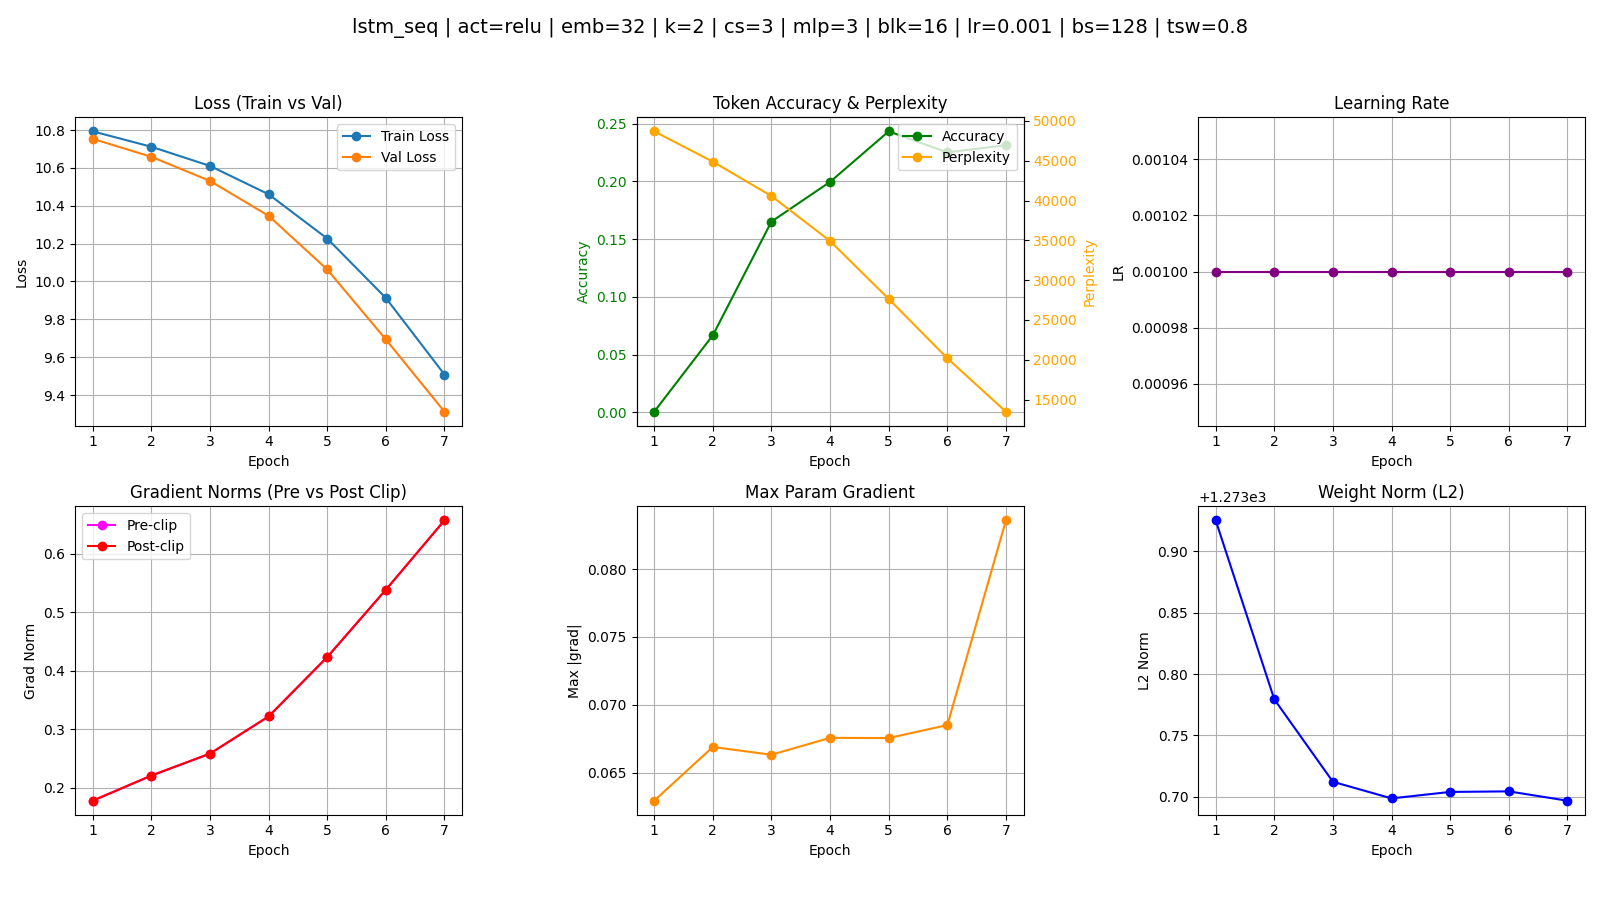 lstm_seq | act=relu | emb=32 | k=2 | cs=3 | mlp=3 | blk=16 | lr=0.001 | bs=128 | tsw=0.8
Loss (Train vs Val)
10.8
10.6
10.4
10.2
10.0
9.8
9.6
9.4
Loss
Train Loss
Val Loss
1 2 3 4 5 6 7
Epoch
Token Accuracy & Perplexity
0.25
0.20
0.15
0.10
0.05
0.00
Accuracy
Accuracy
Perplexity
50000
45000
40000
35000
30000
25000
20000
15000
Perplexity
1 2 3 4 5 6 7
Epoch
Learning Rate
0.00104
0.00102
0.00100
0.00098
0.00096
LR
1 2 3 4 5 6 7
Epoch
Gradient Norms (Pre vs Post Clip)
Pre-clip
Post-clip
0.6
0.5
0.4
0.3
0.2
Grad Norm
1 2 3 4 5 6 7
Epoch
Max Param Gradient
0.080
0.075
0.070
0.065
Max |grad|
1 2 3 4 5 6 7
Epoch
Weight Norm (L2)
+1.273e3
0.90
0.85
0.80
0.75
0.70
L2 Norm
1 2 3 4 5 6 7
Epoch